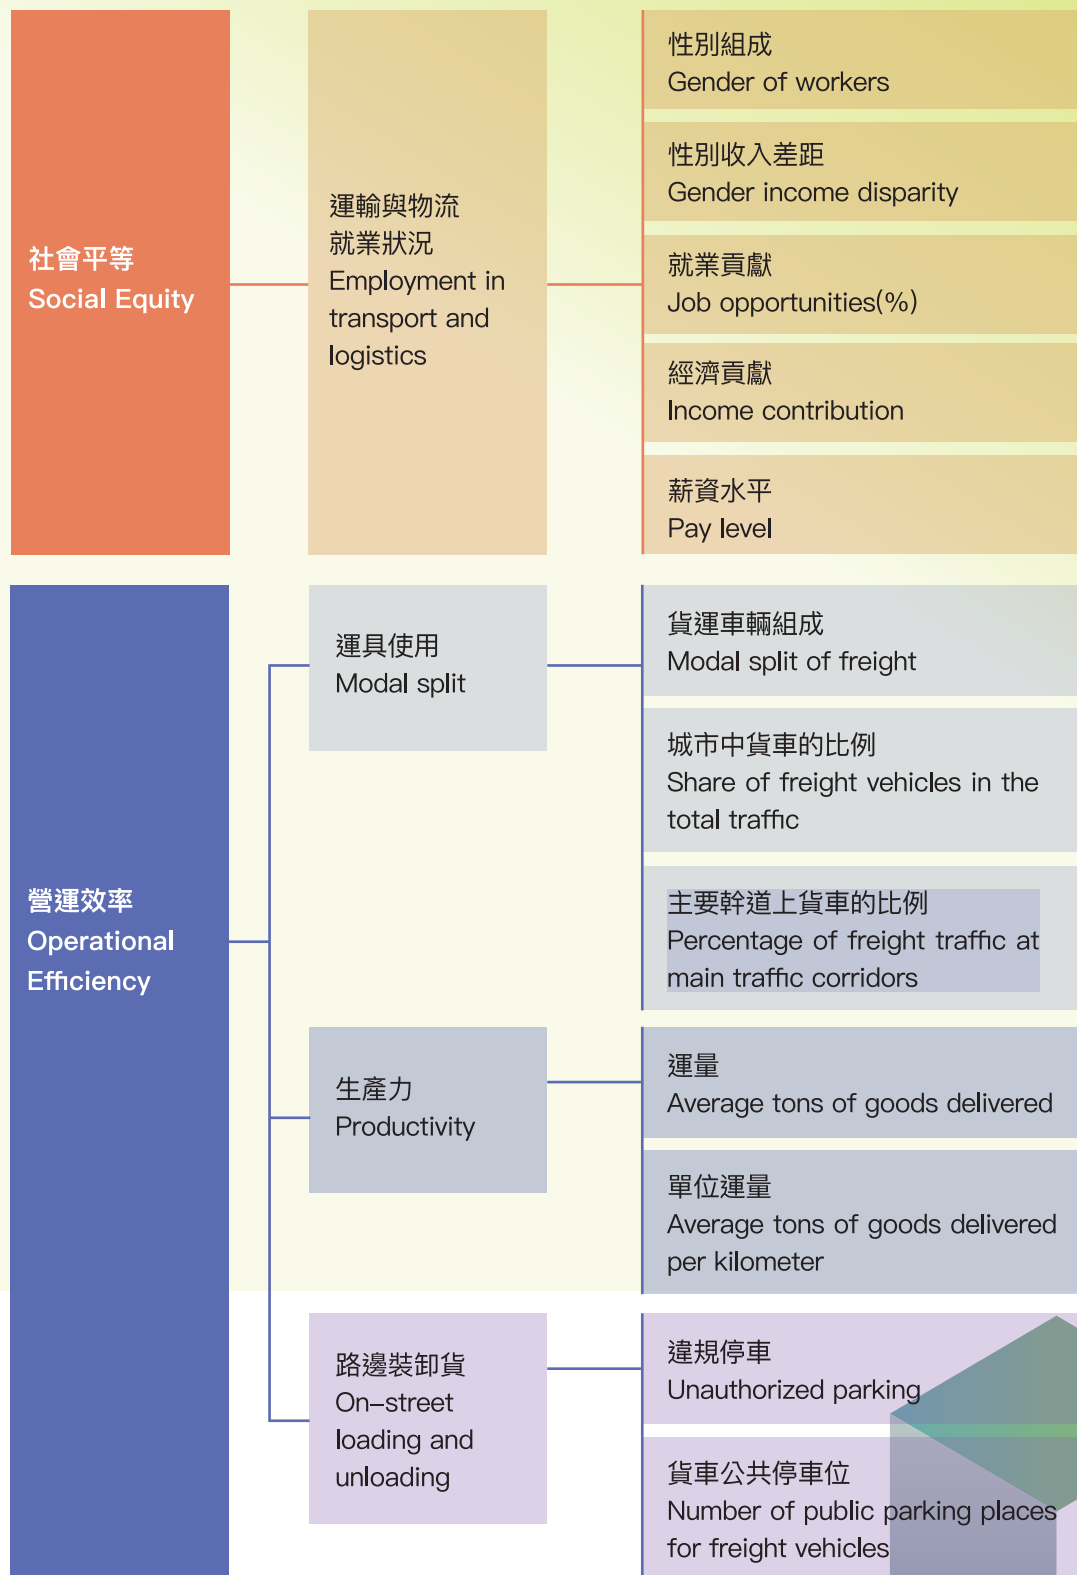 社會平等
Social Equity
運輸與物流
就業狀況
Employment in
transport and
logistics
性別組成
Gender of workers
性別收入差距
Gender income disparity
就業貢獻
Job opportunities(%)
經濟貢獻
Income contribution
薪資水平
Pay level
營運效率
Operational
Efficiency
運具使用
Modal split
貨運車輛組成
Modal split of freight
城市中貨車的比例
Share of freight vehicles in the
total traffic
主要幹道上貨車的比例
Percentage of freight traffic at
main traffic corridors
生產力
Productivity
運量
Average tons of goods delivered
單位運量
Average tons of goods delivered
per kilometer
路邊裝卸貨
On-street
loading and
unloading
違規停車
Unauthorized parking
貨車公共停車位
Number of public parking places
for freight vehicles